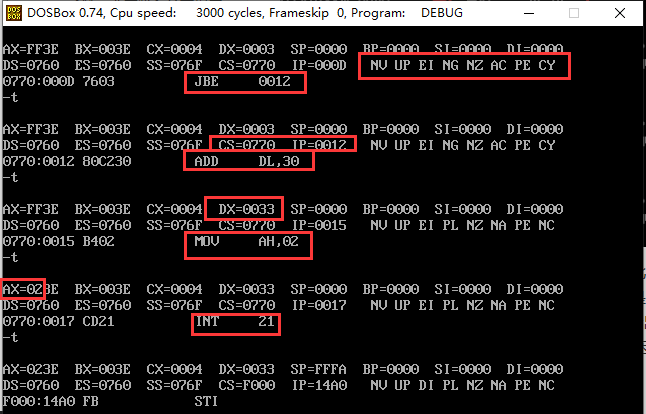 DOSBox 0.74, Cpu speed: 3000 cycles, Frameskip 0, Program: DEBUG
AX=FF3E BX=003E CX=0004 DX=0003 SP=0000 BP=0000 SI=0000 DI=0000
DS=0760 ES=0760 SS=076F CS=0770 IP=000D NV UP EI NG NZ AC PE CY
0770:000D 7603 JBE 0012
-t
AX=FF3E BX=003E CX=0004 DX=0003 SP=0000 BP=0000 SI=0000 DI=0000
DS=0760 ES=0760 SS=076F CS=0770 IP=0012 NV UP EI NG NZ AC PE CY
0770:0012 80C230 ADD DL,30
-t
AX=FF3E BX=003E CX=0004 DX=0033 SP=0000 BP=0000 SI=0000 DI=0000
DS=0760 ES=0760 SS=076F CS=0770 IP=0015 NV UP EI PL NZ NA PE NC
0770:0015 B402 MOV AH,02
-t
AX=023E BX=003E CX=0004 DX=0033 SP=0000 BP=0000 SI=0000 DI=0000
DS=0760 ES=0760 SS=076F CS=0770 IP=0017 NV UP EI PL NZ NA PE NC
0770:0017 CD21 INT 21
-t
AX=023E BX=003E CX=0004 DX=0033 SP=FFFA BP=0000 SI=0000 DI=0000
DS=0760 ES=0760 SS=076F CS=F000 IP=14A0 NV UP DI PL NZ NA PE NC
F000:14A0 FB STI